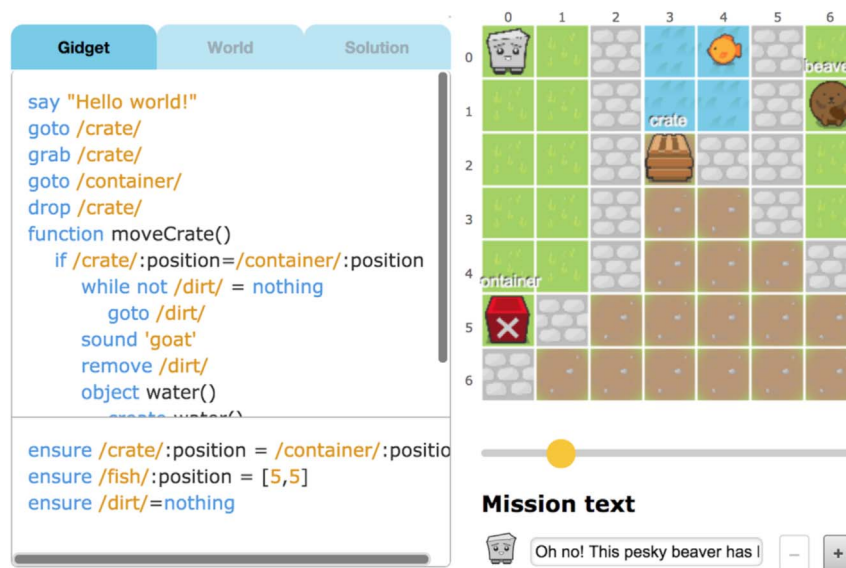 Gidget World Solution
say "Hello world!"
goto /crate/
grab /crate/
goto /container/
drop /crate/
function moveCrate()
if /crate/:position=/container/:position
while not /dirt/ = nothing
goto /dirt/
sound 'goat'
remove /dirt/
object water()
create water()
ensure /crate/:position = /container/:positio
ensure /fish/:position = [5,5]
ensure /dirt/=nothing
0 1 2 3 4 5 6
0
beave
1
crate
2
3
4
ontainer
5
6
Mission text
Oh no! This pesky beaver has l
- +